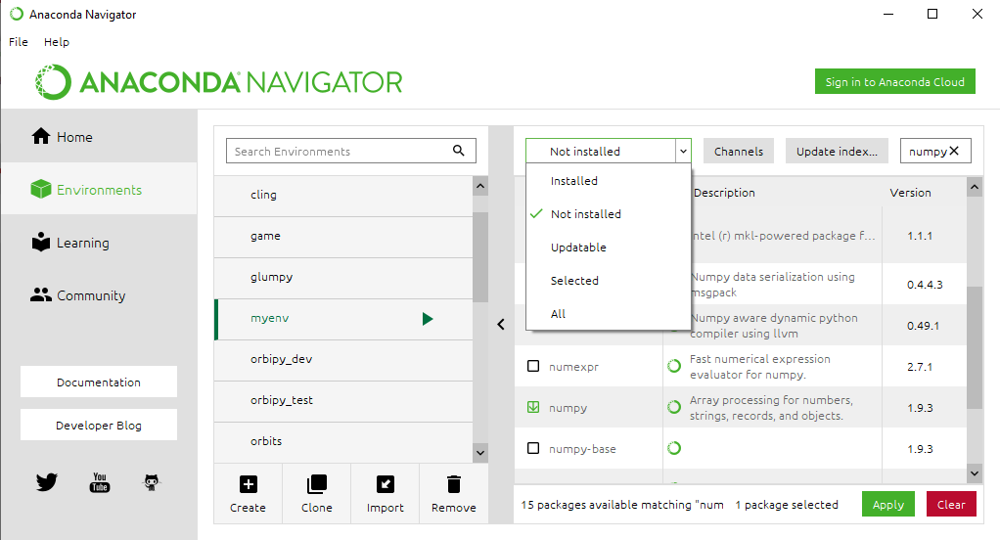 Anaconda Navigator
File Help
ANACONDA NAVIGATOR
Sign in to Anaconda Cloud
Home
Environments
Learning
Community
Documentation
Developer Blog
You
Tube
Search Environments
cling
game
glumpy
myenv
orbipy_dev
orbipy_test
orbits
Create Clone Import Remove
Not installed Channels Update index... numpy
Installed
Not installed
Updatable
Selected
All
Description Version
ntel (r) mkl-powered package f... 1.1.1
Numpy data serialization using
msgpack
0.4.4.3
Numpy aware dynamic python
compiler using llvm
0.49.1
numexpr
Fast numerical expression
evaluator for numpy.
2.7.1
numpy
Array processing for numbers,
strings, records, and objects.
1.9.3
numpy-base 1.9.3
15 packages available matching "num 1 package selected Apply Clear